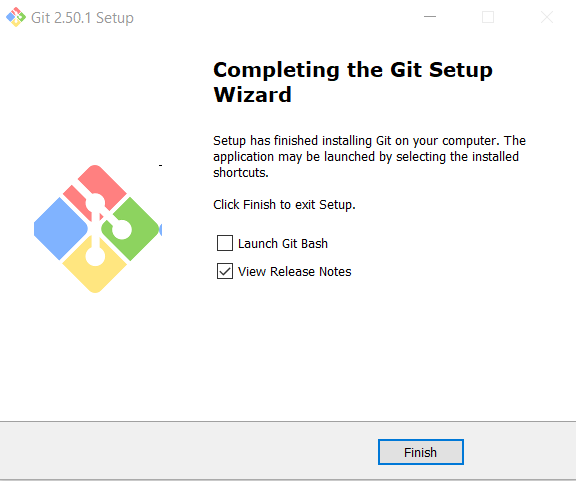 Git 2.50.1 Setup
Completing the Git Setup
Wizard
Setup has finished installing Git on your computer. The
application may be launched by selecting the installed
shortcuts.
Click Finish to exit Setup.
Launch Git Bash
View Release Notes
Finish